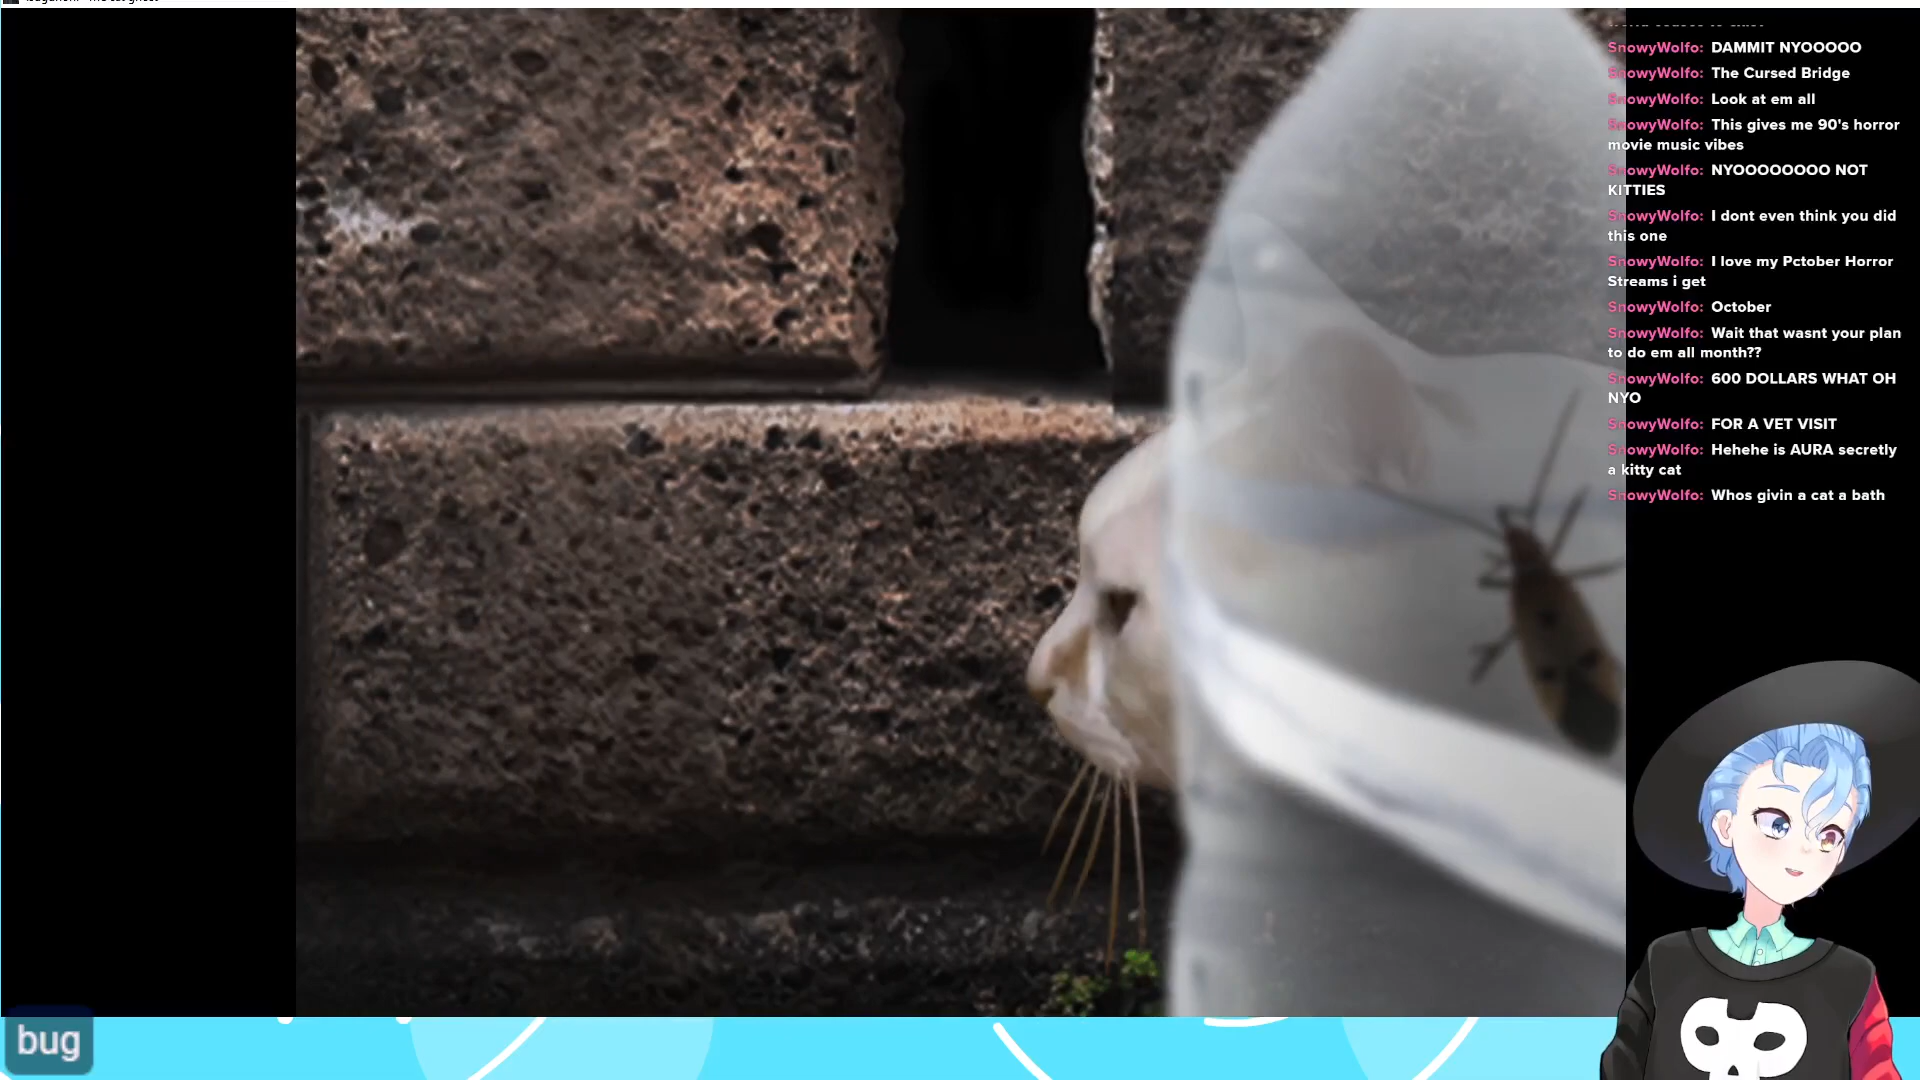 SnowyWolfo: DAMMIT NYOOOOO
SnowyWolfo: The Cursed Bridge
SnowyWolfo: Look at em all
SnowyWolfo: This gives me 90's horror
movie music vibes
SnowyWolfo: NYOOOOOOOO NOT
KITTIES
SnowyWolfo: I dont even think you did
this one
SnowyWolfo: I love my Pctober Horror
Streams i get
SnowyWolfo: October
SnowyWolfo: Wait that wasnt your plan
to do em all month??
SnowyWolfo: 600 DOLLARS WHAT OH
NYO
SnowyWolfo: FOR A VET VISIT
SnowyWolfo: Hehehe is AURA secretly
a kitty cat
SnowyWolfo: Whos givin a cat a bath
bug